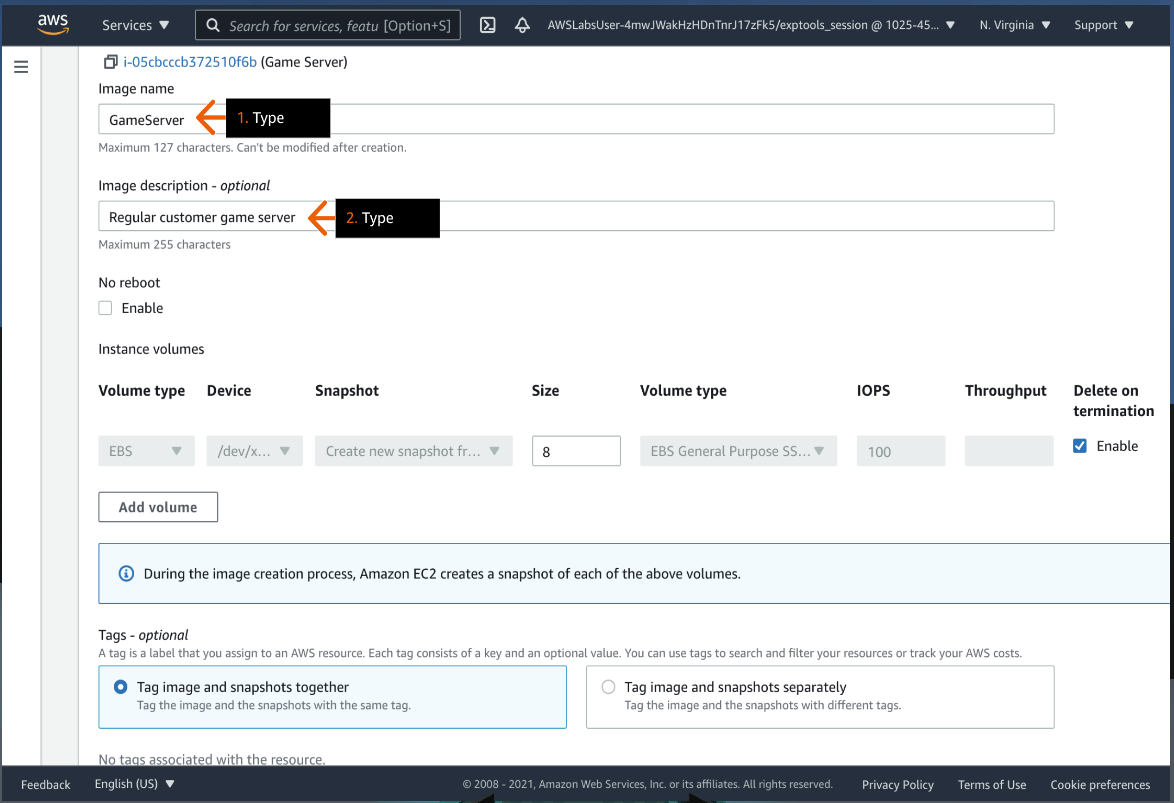 aws Services Search for services, featu [Option+S] AWSLabsUser-4mwJWakHzHDnTnrJ17zFk5/exptools_session @ 1025-45... N. Virginia Support
i-05cbcccb372510f6b (Game Server)
Image name
GameServer 1. Type
Maximum 127 characters. Can't be modified after creation.
Image description - optional
Regular customer game server 2. Type
Maximum 255 characters
No reboot
Enable
Instance volumes
Volume type Device Snapshot Size Volume type IOPS Throughput Delete on
termination
EBS /dev/x... Create new snapshot fr... 8 EBS General Purpose SS... 100 Enable
Add volume
During the image creation process, Amazon EC2 creates a snapshot of each of the above volumes.
Tags - optional
A tag is a label that you assign to an AWS resource. Each tag consists of a key and an optional value. You can use tags to search and filter your resources or track your AWS costs.
Tag image and snapshots together Tag image and snapshots separately
Tag the image and the snapshots with the same tag. Tag the image and the snapshots with different tags.
No tags associated with the resource.
Feedback English (US) © 2008 - 2021, Amazon Web Services, Inc. or its affiliates. All rights reserved. Privacy Policy Terms of Use Cookie preferences